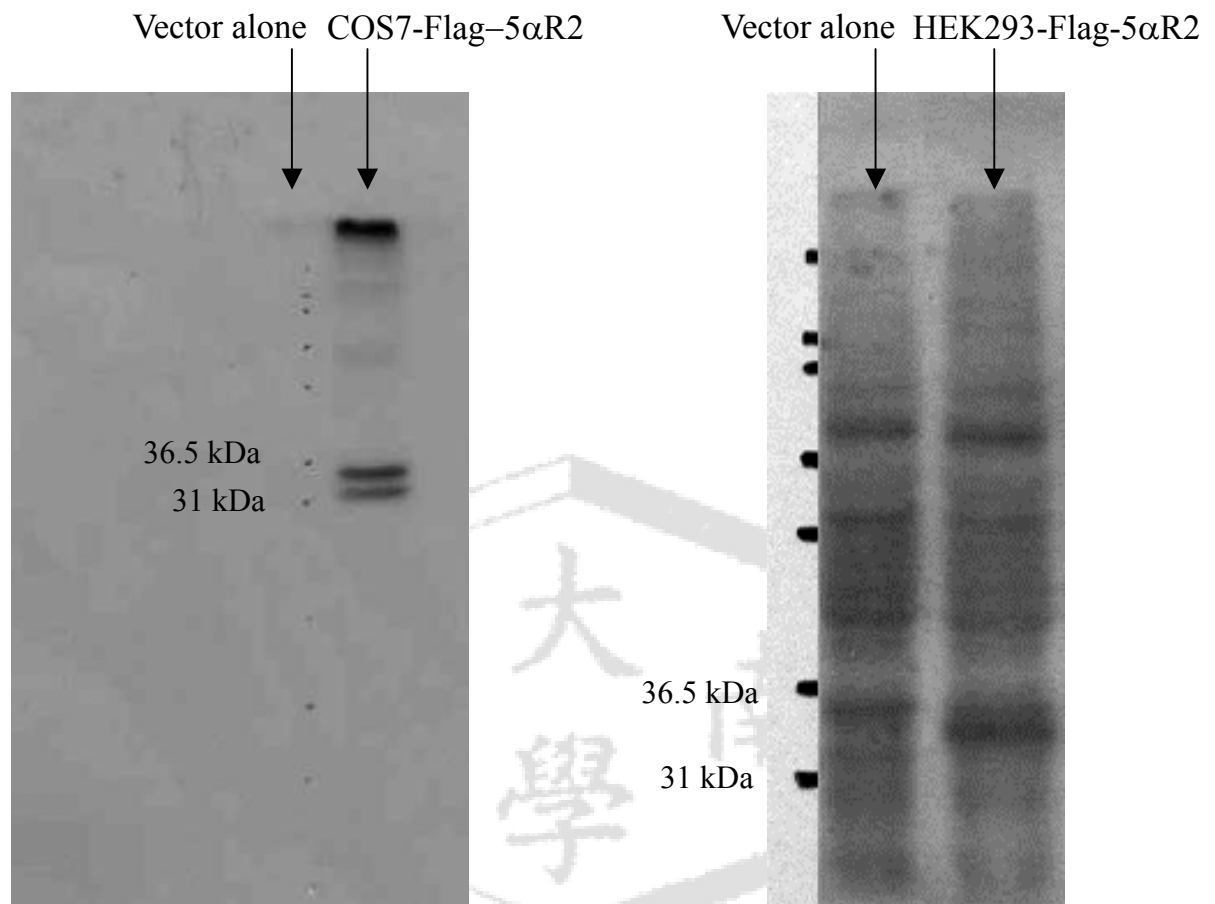 Vector alone COS7-Flag–5αR2
36.5 kDa
31 kDa
Vector alone HEK293-Flag-5αR2
36.5 kDa
31 kDa
大
學